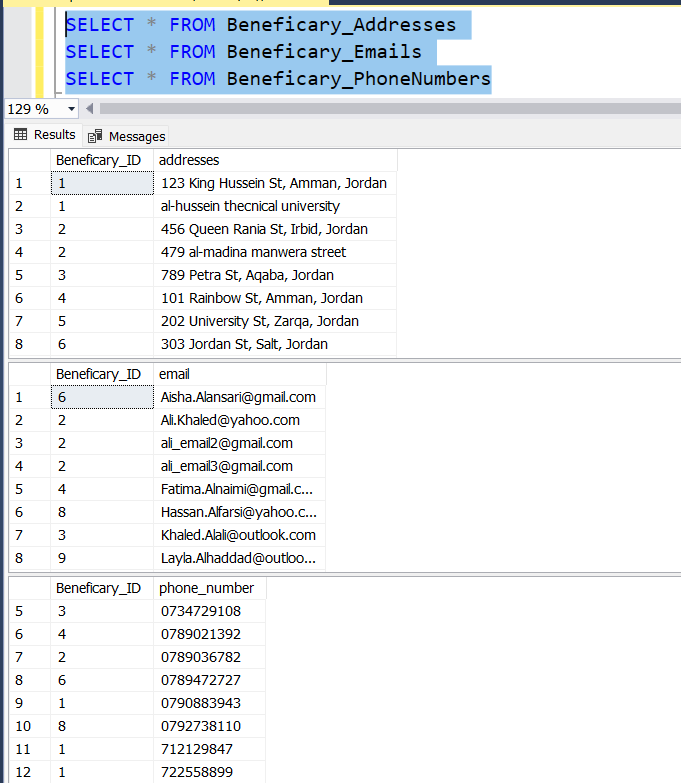 SELECT * FROM Beneficary_Addresses
SELECT * FROM Beneficary_Emails
SELECT * FROM Beneficary_PhoneNumbers
129 %
Results Messages
Beneficary_ID addresses
1 1 123 King Hussein St, Amman, Jordan
2 1 al-hussein thecnical university
3 2 456 Queen Rania St, Irbid, Jordan
4 2 479 al-madina manwera street
5 3 789 Petra St, Aqaba, Jordan
6 4 101 Rainbow St, Amman, Jordan
7 5 202 University St, Zarqa, Jordan
8 6 303 Jordan St, Salt, Jordan
Beneficary_ID email
1 6 Aisha.Alansari@gmail.com
2 2 Ali.Khaled@yahoo.com
3 2 ali_email2@gmail.com
4 2 ali_email3@gmail.com
5 4 Fatima.Alnaimi@gmail.c...
6 8 Hassan.Alfarsi@yahoo.c...
7 3 Khaled.Alali@outlook.com
8 9 Layla.Alhaddad@outloo...
Beneficary_ID phone_number
5 3 0734729108
6 4 0789021392
7 2 0789036782
8 6 0789472727
9 1 0790883943
10 8 0792738110
11 1 712129847
12 1 722558899